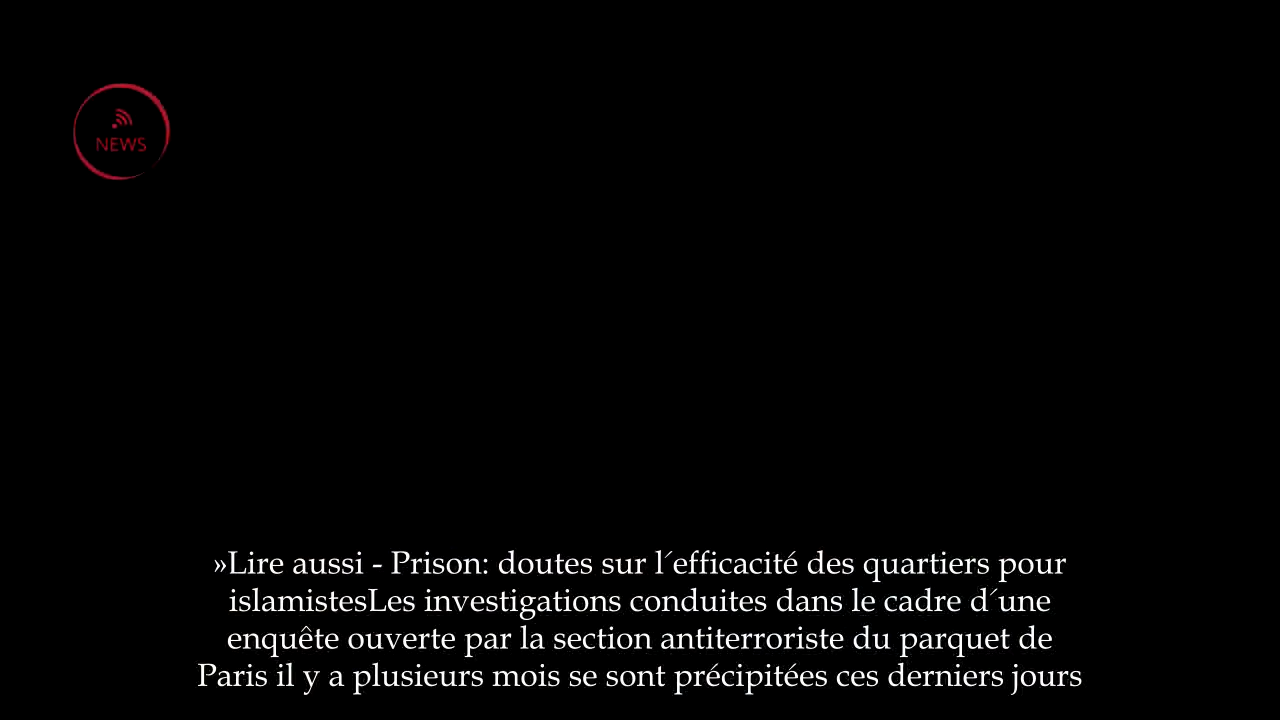 NEWS
»Lire aussi - Prison: doutes sur l´efficacité des quartiers pour
islamistesLes investigations conduites dans le cadre d´une
enquête ouverte par la section antiterroriste du parquet de
Paris il y a plusieurs mois se sont précipitées ces derniers jours